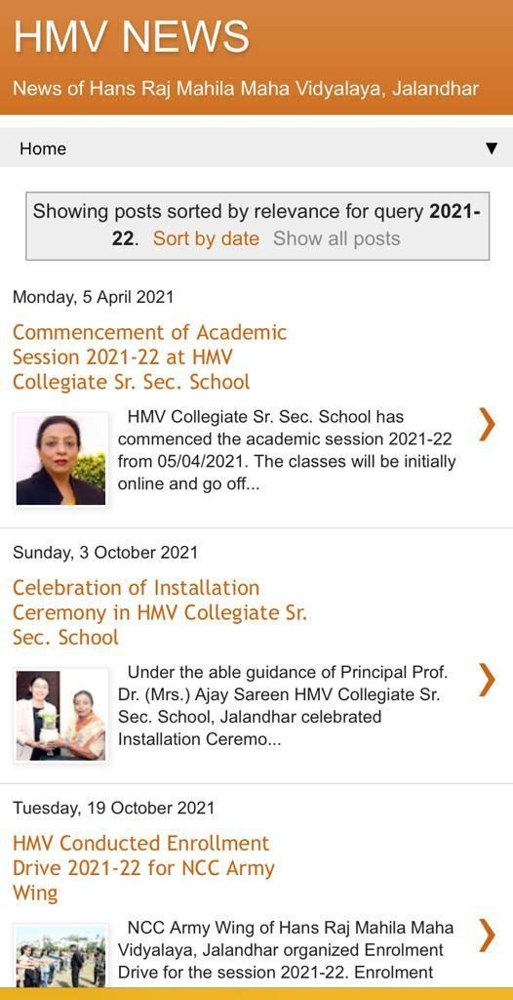 HMV NEWS
News of Hans Raj Mahila Maha Vidyalaya, Jalandhar
Home ▼
Showing posts sorted by relevance for query 2021-
22. Sort by date Show all posts
Monday, 5 April 2021
Commencement of Academic
Session 2021-22 at HMV
Collegiate Sr. Sec. School
HMV Collegiate Sr. Sec. School has
commenced the academic session 2021-22
from 05/04/2021. The classes will be initially
online and go off...
❯
Sunday, 3 October 2021
Celebration of Installation
Ceremony in HMV Collegiate Sr.
Sec. School
Under the able guidance of Principal Prof.
Dr. (Mrs.) Ajay Sareen HMV Collegiate Sr.
Sec. School, Jalandhar celebrated
Installation Ceremo...
❯
Tuesday, 19 October 2021
HMV Conducted Enrollment
Drive 2021-22 for NCC Army
Wing
NCC Army Wing of Hans Raj Mahila Maha
Vidyalaya, Jalandhar organized Enrolment
Drive for the session 2021-22. Enrolment
❯